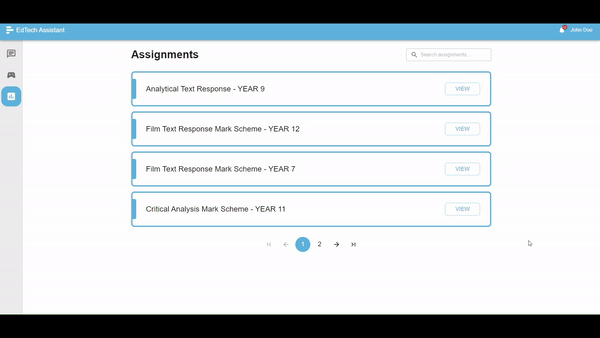 EdTech Assistant
John Doe
Assignments
Search assignments...
Analytical Text Response - YEAR 9
VIEW
Film Text Response Mark Scheme - YEAR 12
VIEW
Film Text Response Mark Scheme - YEAR 7
VIEW
Critical Analysis Mark Scheme - YEAR 11
VIEW
1 2